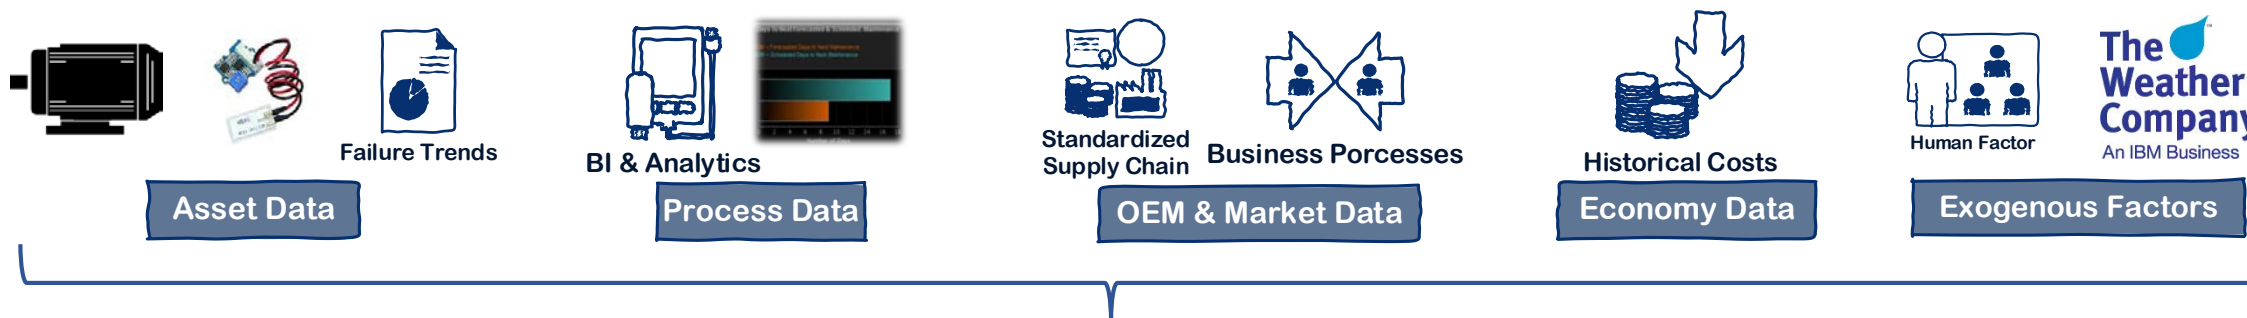 Failure Trends
Asset Data
BI & Analytics
Process Data
Standardized
Supply Chain
Business Porcesses
OEM & Market Data
Historical Costs
Economy Data
Human Factor
The
Weather
Company
An IBM Business
Exogenous Factors